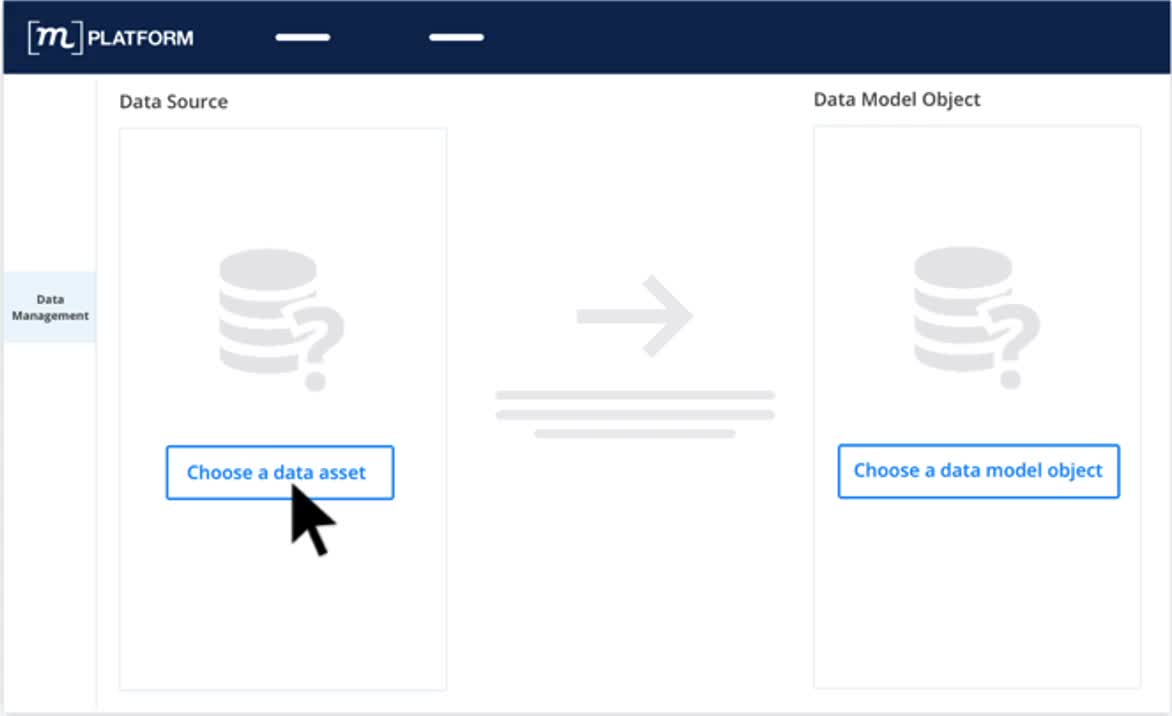 [m] PLATFORM
Data Source
Data Model Object
Data
Management
Choose a data asset
Choose a data model object